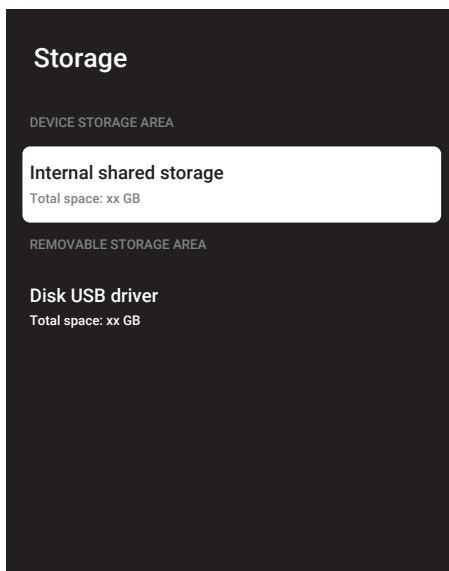 Storage
DEVICE STORAGE AREA
Internal shared storage
Total space: xx GB
REMOVABLE STORAGE AREA
Disk USB driver
Total space: xx GB